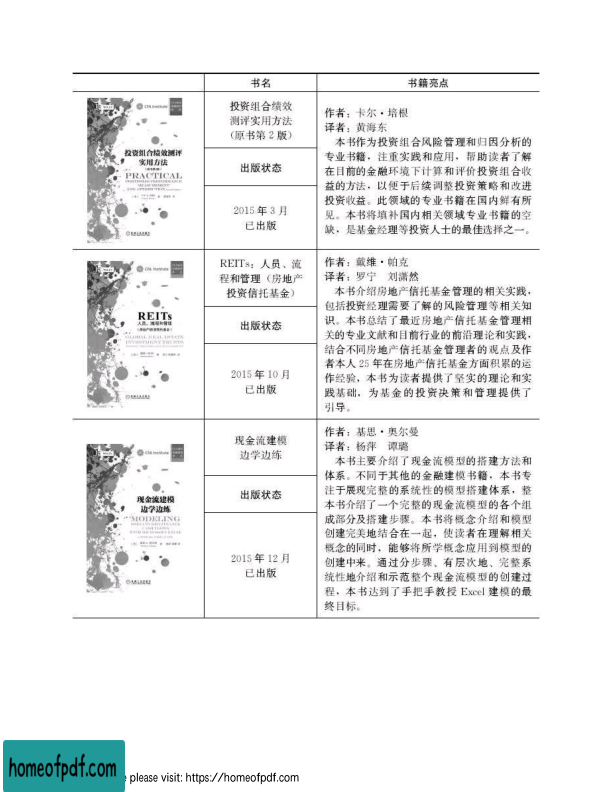 书名
书籍亮点
CFA Institute
投资组合绩效测评
实用方法
PRACTICAL
投资组合绩效
测评实用方法
（原书第 2 版）
出版状态
2015 年 3 月
已出版
作者：卡尔·培根
译者：黄海东
本书作为投资组合风险管理和归因分析的
专业书籍，注重实践和应用，帮助读者了解
在目前的金融环境下计算和评价投资组合收
益的方法，以便于后续调整投资策略和改进
投资收益。此领域的专业书籍在国内鲜有所
见。本书将填补国内相关领域专业书籍的空
缺，是基金经理等投资人士的最佳选择之一。
CFA Institute
REITs
人员、流程和管理
REITs：人员、流
程和管理（房地产
投资信托基金）
出版状态
2015 年 10 月
已出版
作者：戴维·帕克
译者：罗宁 刘潇然
本书介绍房地产信托基金管理的相关实践，
包括投资经理需要了解的风险管理等相关知
识。本书总结了最近房地产信托基金管理相
关的专业文献和目前行业的前沿理论和实践，
结合不同房地产信托基金管理者的观点及作
者本人 25 年在房地产信托基金方面积累的运
作经验，本书为读者提供了坚实的理论和实
践基础，为基金的投资决策和管理提供了
引导。
CFA Institute
现金流建模
边学边练
MODELING
现金流建模
边学边练
出版状态
2015 年 12 月
已出版
作者：基思·奥尔曼
译者：杨萍 谭璐
本书主要介绍了现金流模型的搭建方法和
体系。不同于其他的金融建模书籍，本书专
注于展现完整的系统性的模型搭建体系，整
本书介绍了一个完整的现金流模型的各个组
成部分及搭建步骤。本书将概念介绍和模型
创建完美地结合在一起，使读者在理解相关
概念的同时，能够将所学概念应用到模型的
创建中来。通过分步骤、有层次地、完整系
统性地介绍和示范整个现金流模型的创建过
程，本书达到了手把手教授 Excel 建模的最
终目标。
homeofpdf.com
please visit: https://homeofpdf.com